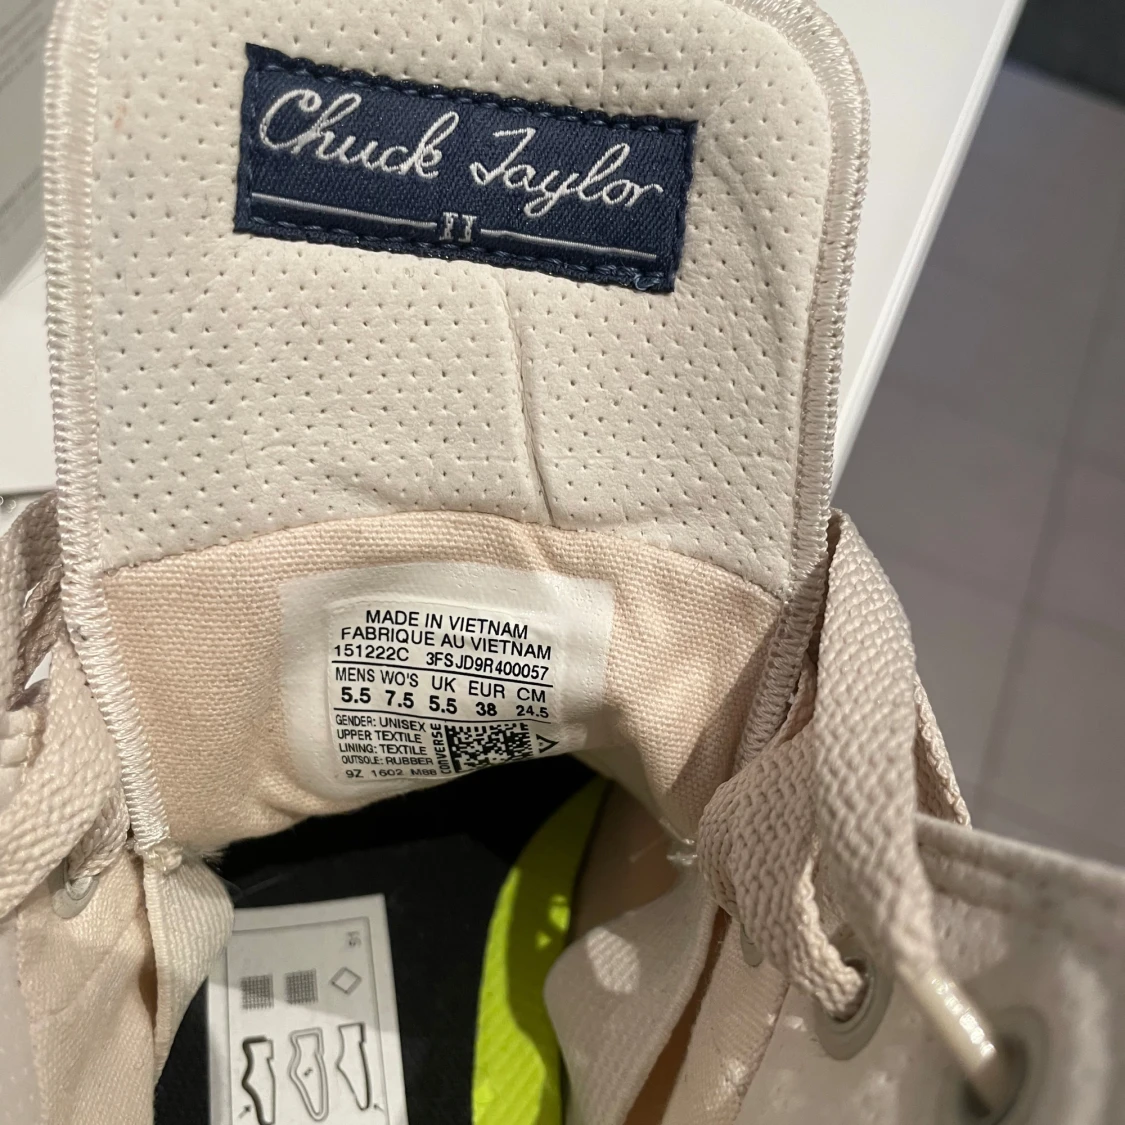 Chuck Taylor
II
MADE IN VIETNAM
FABRIQUE AU VIETNAM
151222C 3FSJD9R400057
MENS WO'S UK EUR CM
5.5 7.5 5.5 38 24.5
GENDER: UNISEX
UPPER TEXTILE
LINING: TEXTILE
OUTSOLE: RUBBER
CONVERSE
9Z 1602 M88